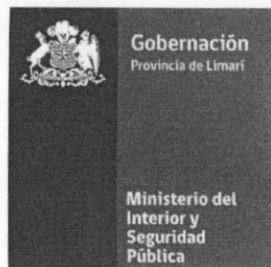 Gobernación
Provincia de Limarí
Ministerio del
Interior y
Seguridad
Pública